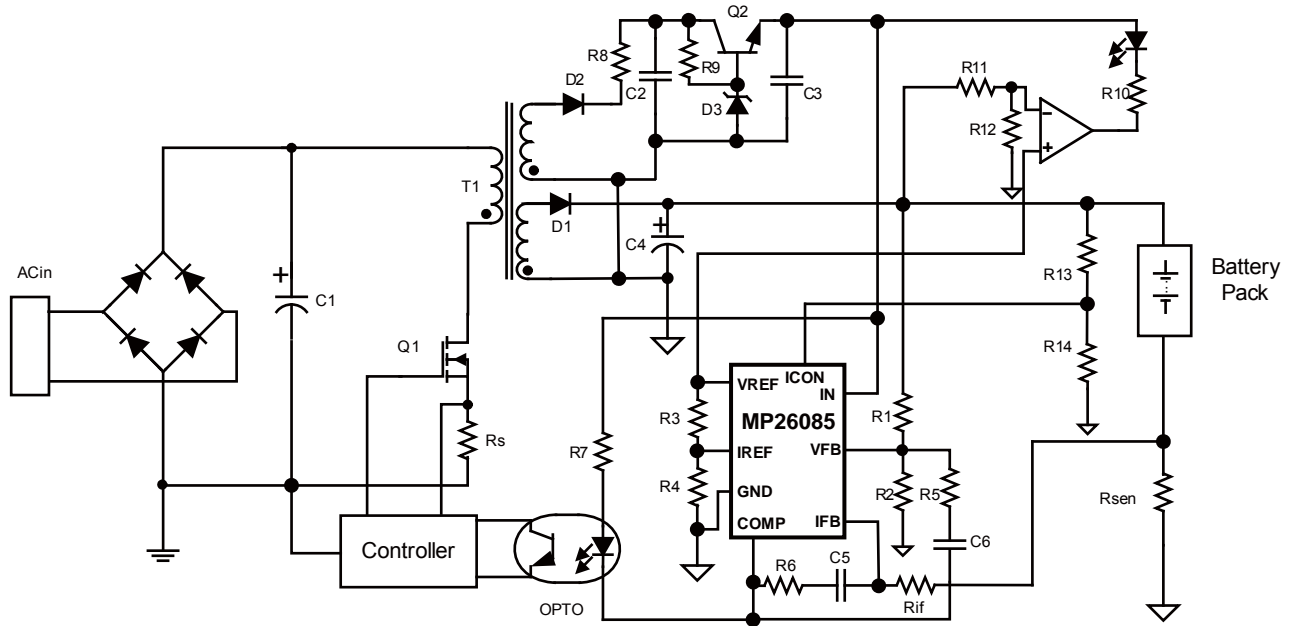 Q2
R8
D2
C2
R9
D3
C3
R11
R12
R10
T1
D1
C4
ACin
C1
R13
Battery
Pack
Q1
R14
ICON
VREF
IN
R3
MP26085
R1
Rs
R7
IREF
VFB
R4
GND
R2
R5
Rsen
COMP
IFB
Controller
C6
R6
C5
OPTO
Rif